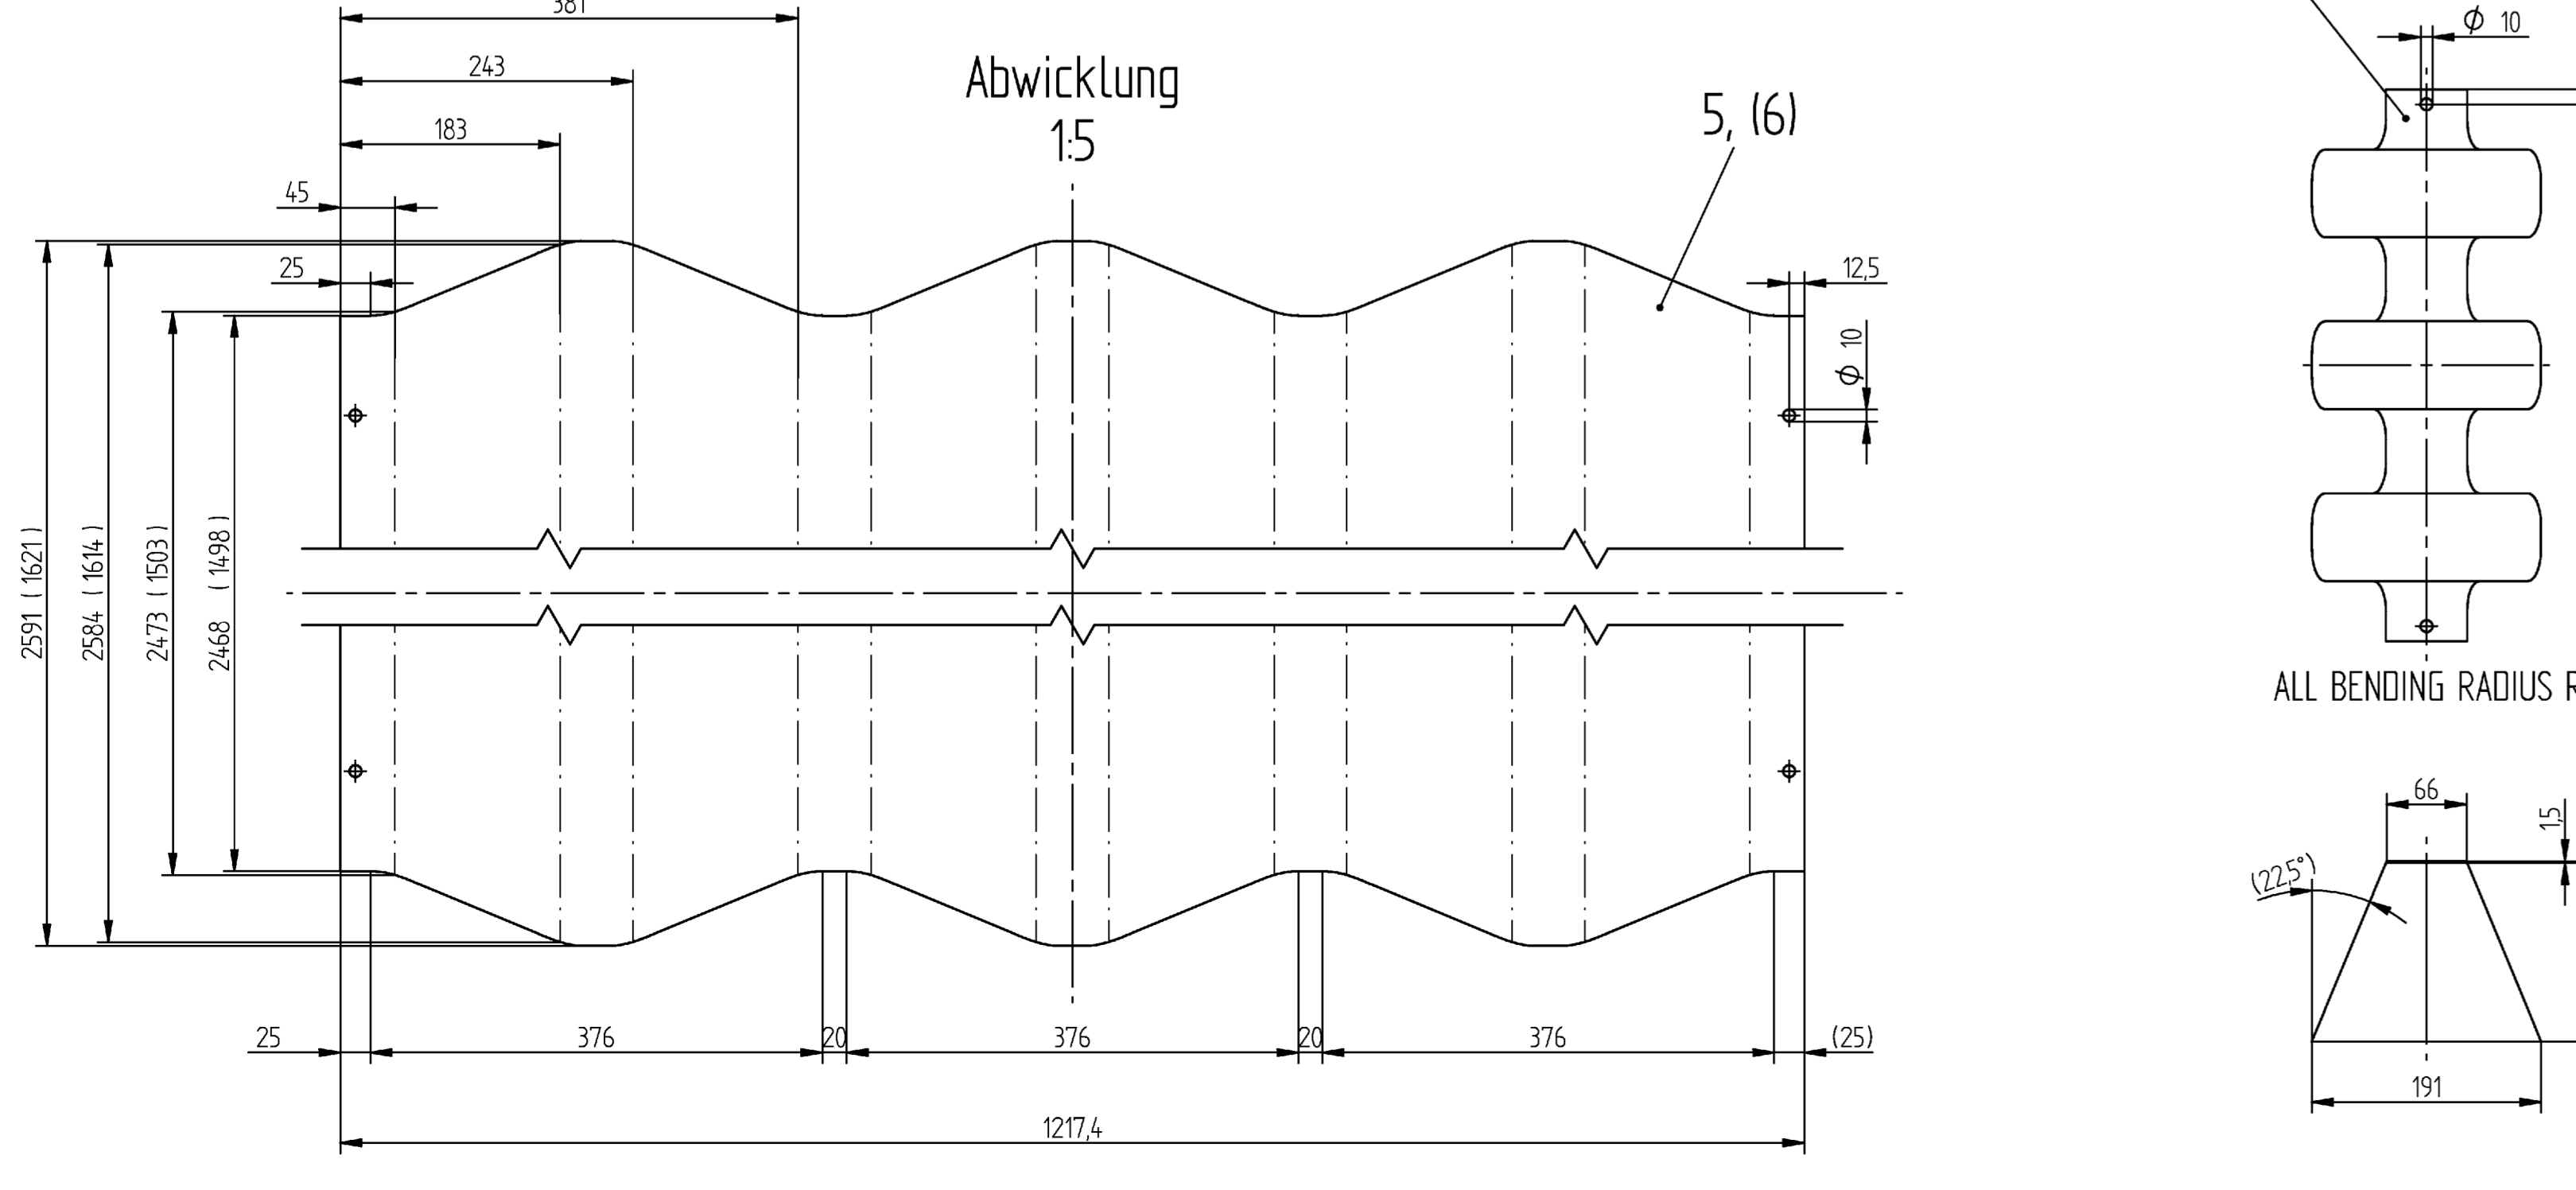 381
243
183
45
25
Abwicklung
1:5
5, (6)
12,5
ϕ 10
2591 ( 1621 )
2584 ( 1614 )
2473 ( 1503 )
2468 ( 1498 )
25
376
20
376
20
376
(25)
1217,4
ϕ 10
ALL BENDING RADIUS
66
1,5
(22,5°)
191